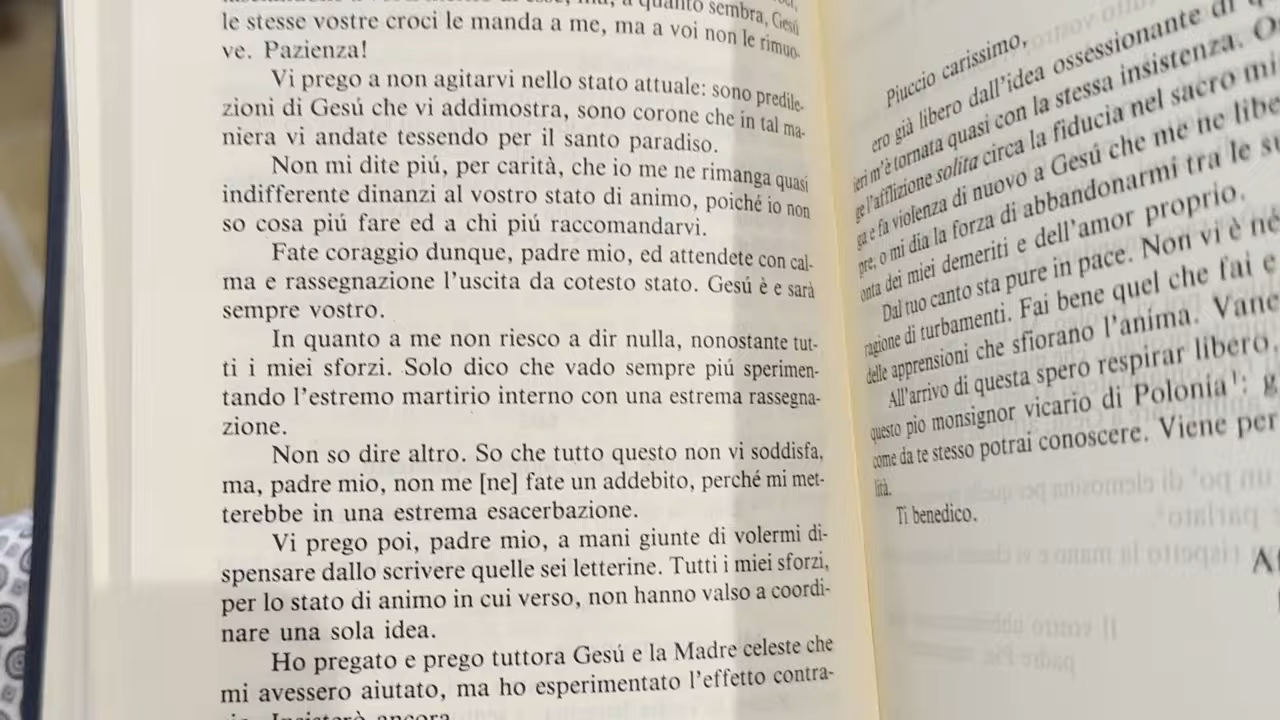 a quanto sembra, Gesú
le stesse vostre croci le manda a me, ma a voi non le rimuo-
ve. Pazienza!
Vi prego a non agitarvi nello stato attuale: sono predile-
zioni di Gesú che vi addimostra, sono corone che in tal ma-
niera vi andate tessendo per il santo paradiso.
Non mi dite piú, per carità, che io me ne rimanga quasi
indifferente dinanzi al vostro stato di animo, poiché io non
so cosa piú fare ed a chi piú raccomandarvi.
Fate coraggio dunque, padre mio, ed attendete con cal-
ma e rassegnazione l'uscita da cotesto stato. Gesú è e sarà
sempre vostro.
In quanto a me non riesco a dir nulla, nonostante tut-
ti i miei sforzi. Solo dico che vado sempre piú sperimen-
tando l'estremo martirio interno con una estrema rassegna-
zione.
Non so dire altro. So che tutto questo non vi soddisfa,
ma, padre mio, non me [ne] fate un addebito, perché mi met-
terebbe in una estrema esacerbazione.
Vi prego poi, padre mio, a mani giunte di volermi di-
spensare dallo scrivere quelle sei letterine. Tutti i miei sforzi,
per lo stato di animo in cui verso, non hanno valso a coordi-
nare una sola idea.
Ho pregato e prego tuttora Gesú e la Madre celeste che
mi avessero aiutato, ma ho esperimentato l'effetto contra-
Insisterò ancora
Piuccio carissimo,
ero già libero dall'idea ossessionante di
ieri m'è tornata quasi con la stessa insistenza.
ge l'afflizione solita circa la fiducia nel sacro
ga e fa violenza di nuovo a Gesú che me ne
pre, o mi dia la forza di abbandonarmi tra le
onta dei miei demeriti e dell'amor proprio.
Dal tuo canto sta pure in pace. Non vi è
ragione di turbamenti. Fai bene quel che fai e
delle apprensioni che sfiorano l'anima.
All'arrivo di questa spero respirar libero,
questo pio monsignor vicario di Polonia¹:
come da te stesso potrai conoscere. Viene per
lità.
Ti benedico.